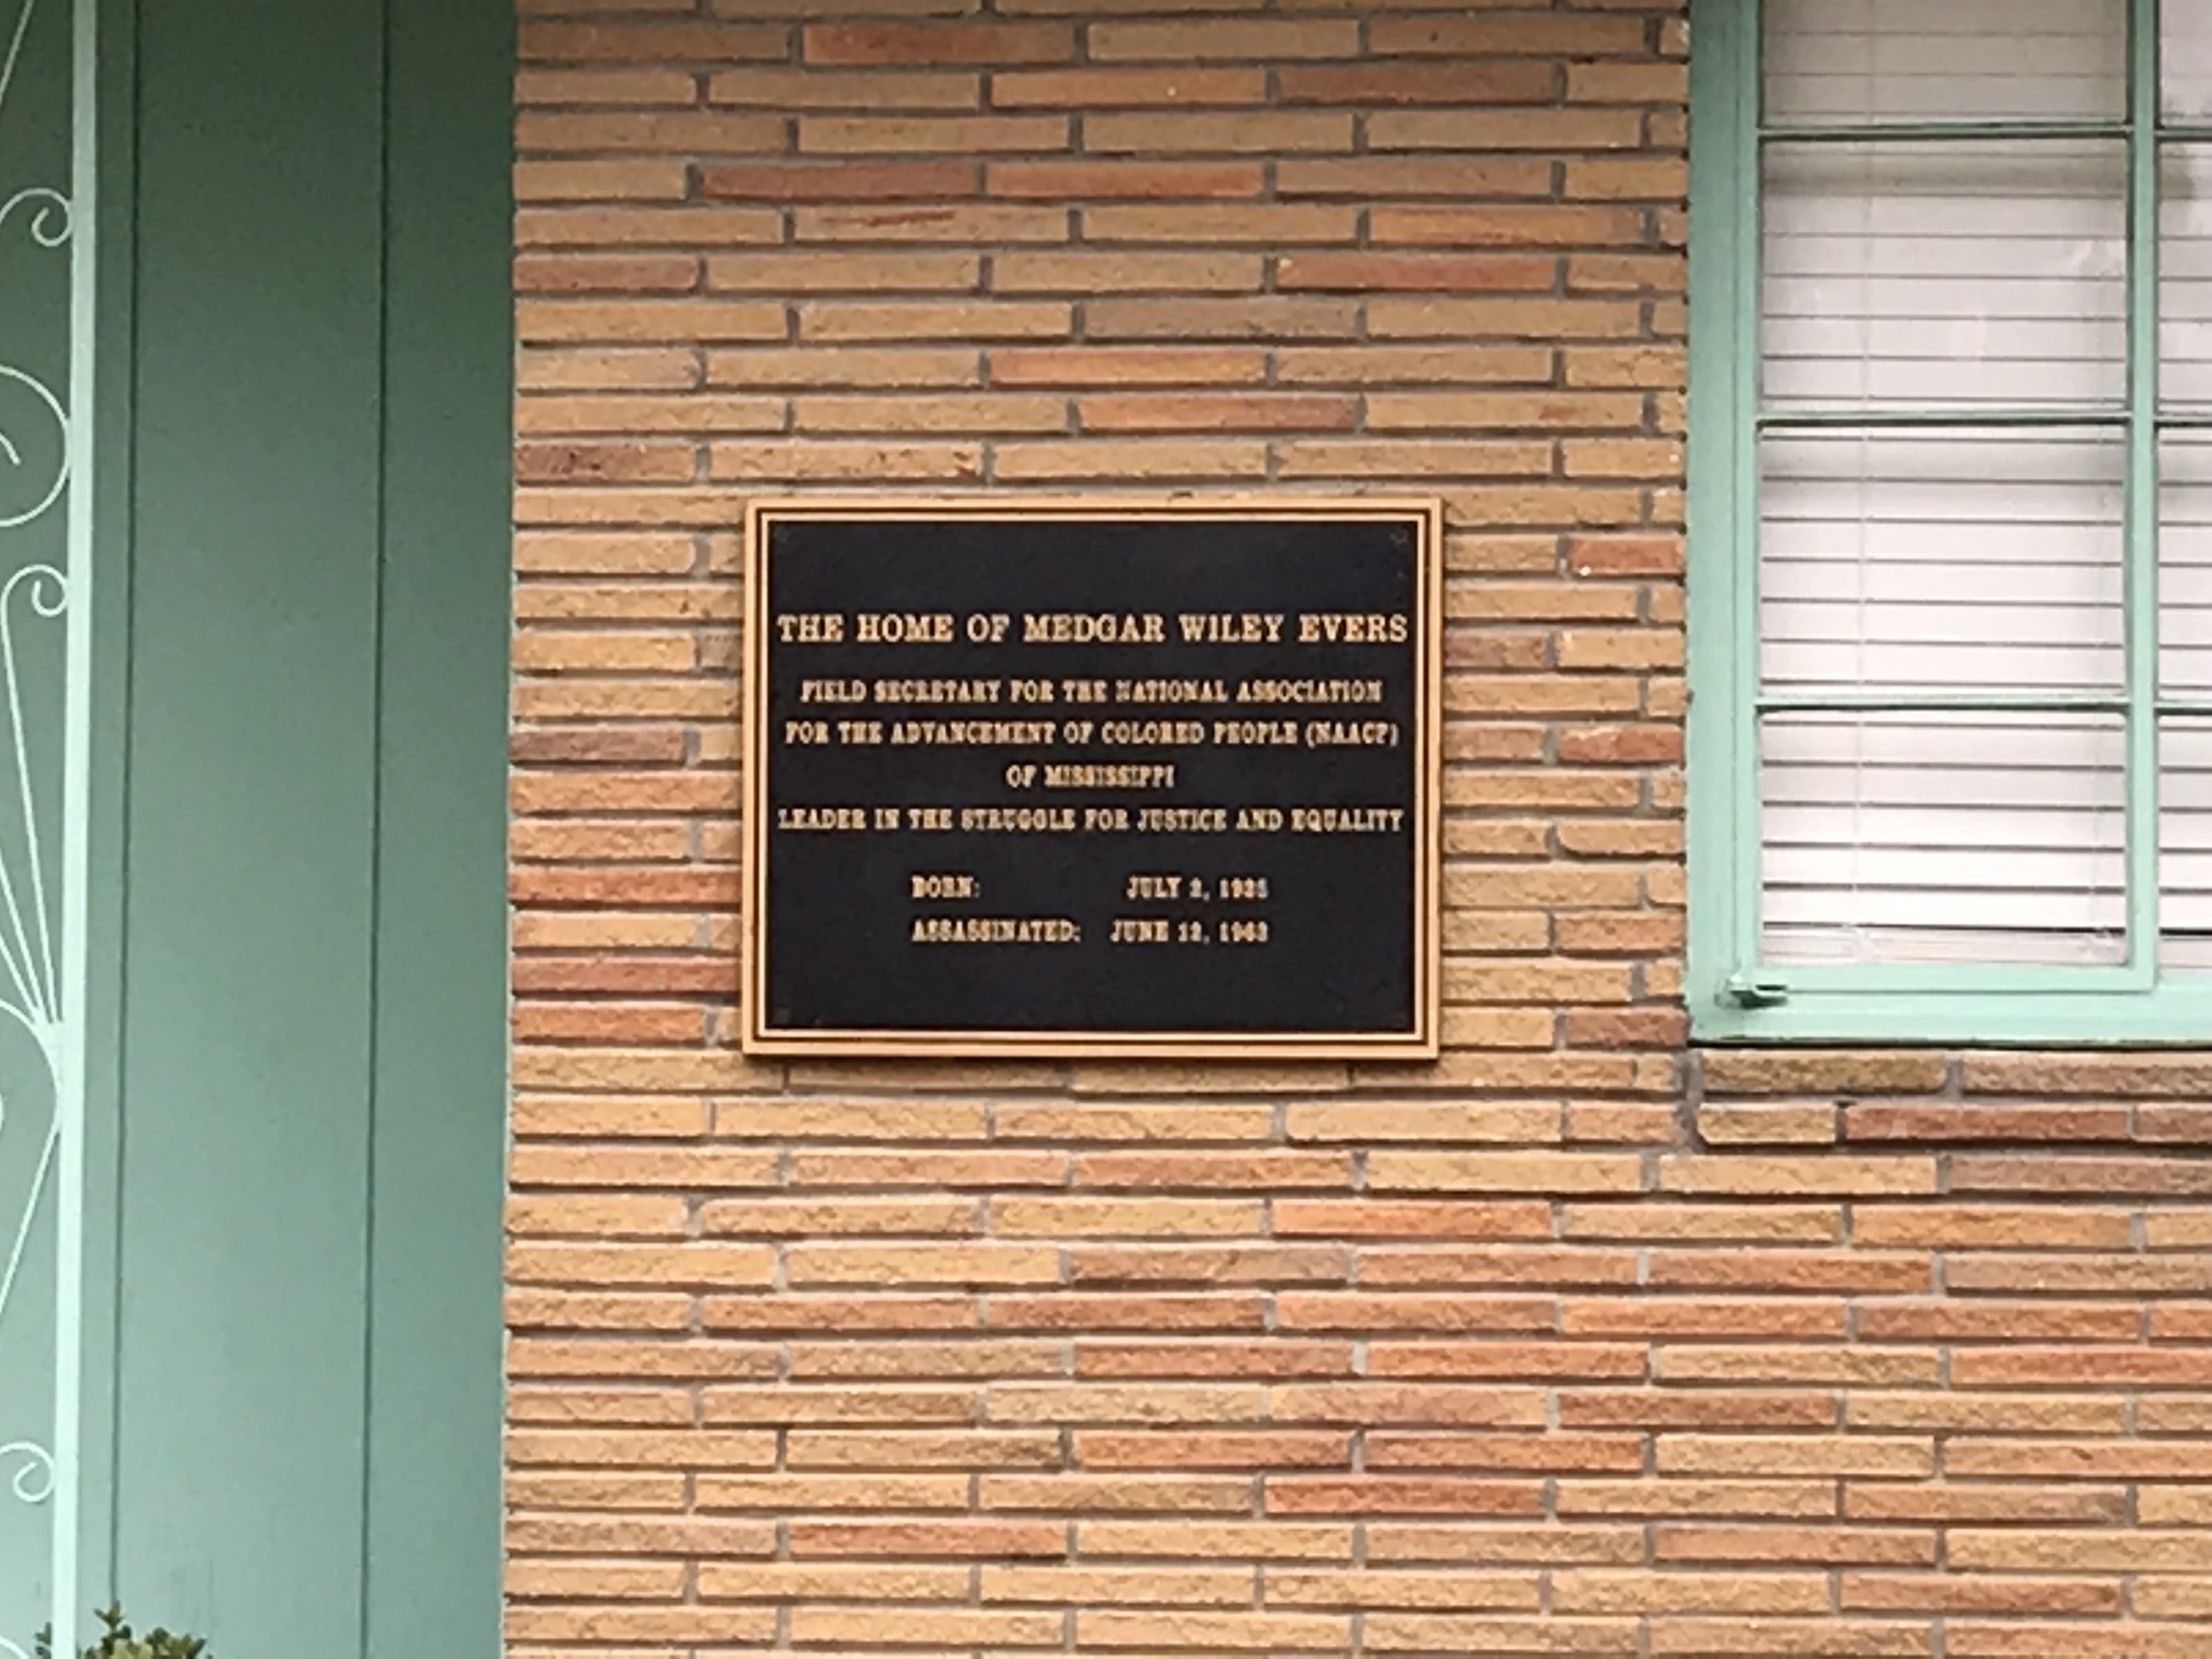 THE HOME OF MEDGAR WILEY EVERS
FIELD SECRETARY FOR THE NATIONAL ASSOCIATION
FOR THE ADVANCEMENT OF COLORED PEOPLE (NAACP)
OF MISSISSIPPI
LEADER IN THE STRUGGLE FOR JUSTICE AND EQUALITY
BORN: JULY 2, 1925
ASSASSINATED: JUNE 12, 1963